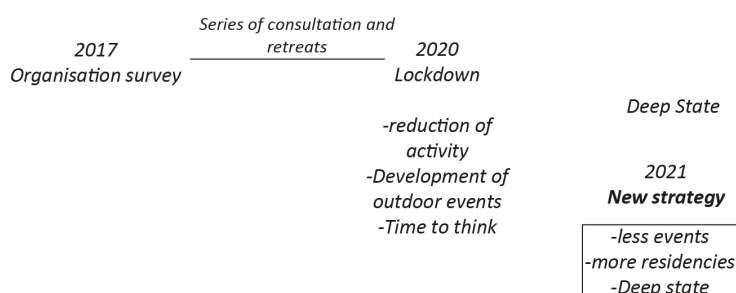 Series of consultation and
retreats
2017
Organisation survey
2020
Lockdown
-reduction of
activity
-Development of
outdoor events
-Time to think
Deep State
2021
New strategy
-less events
-more residencies
-Deep state